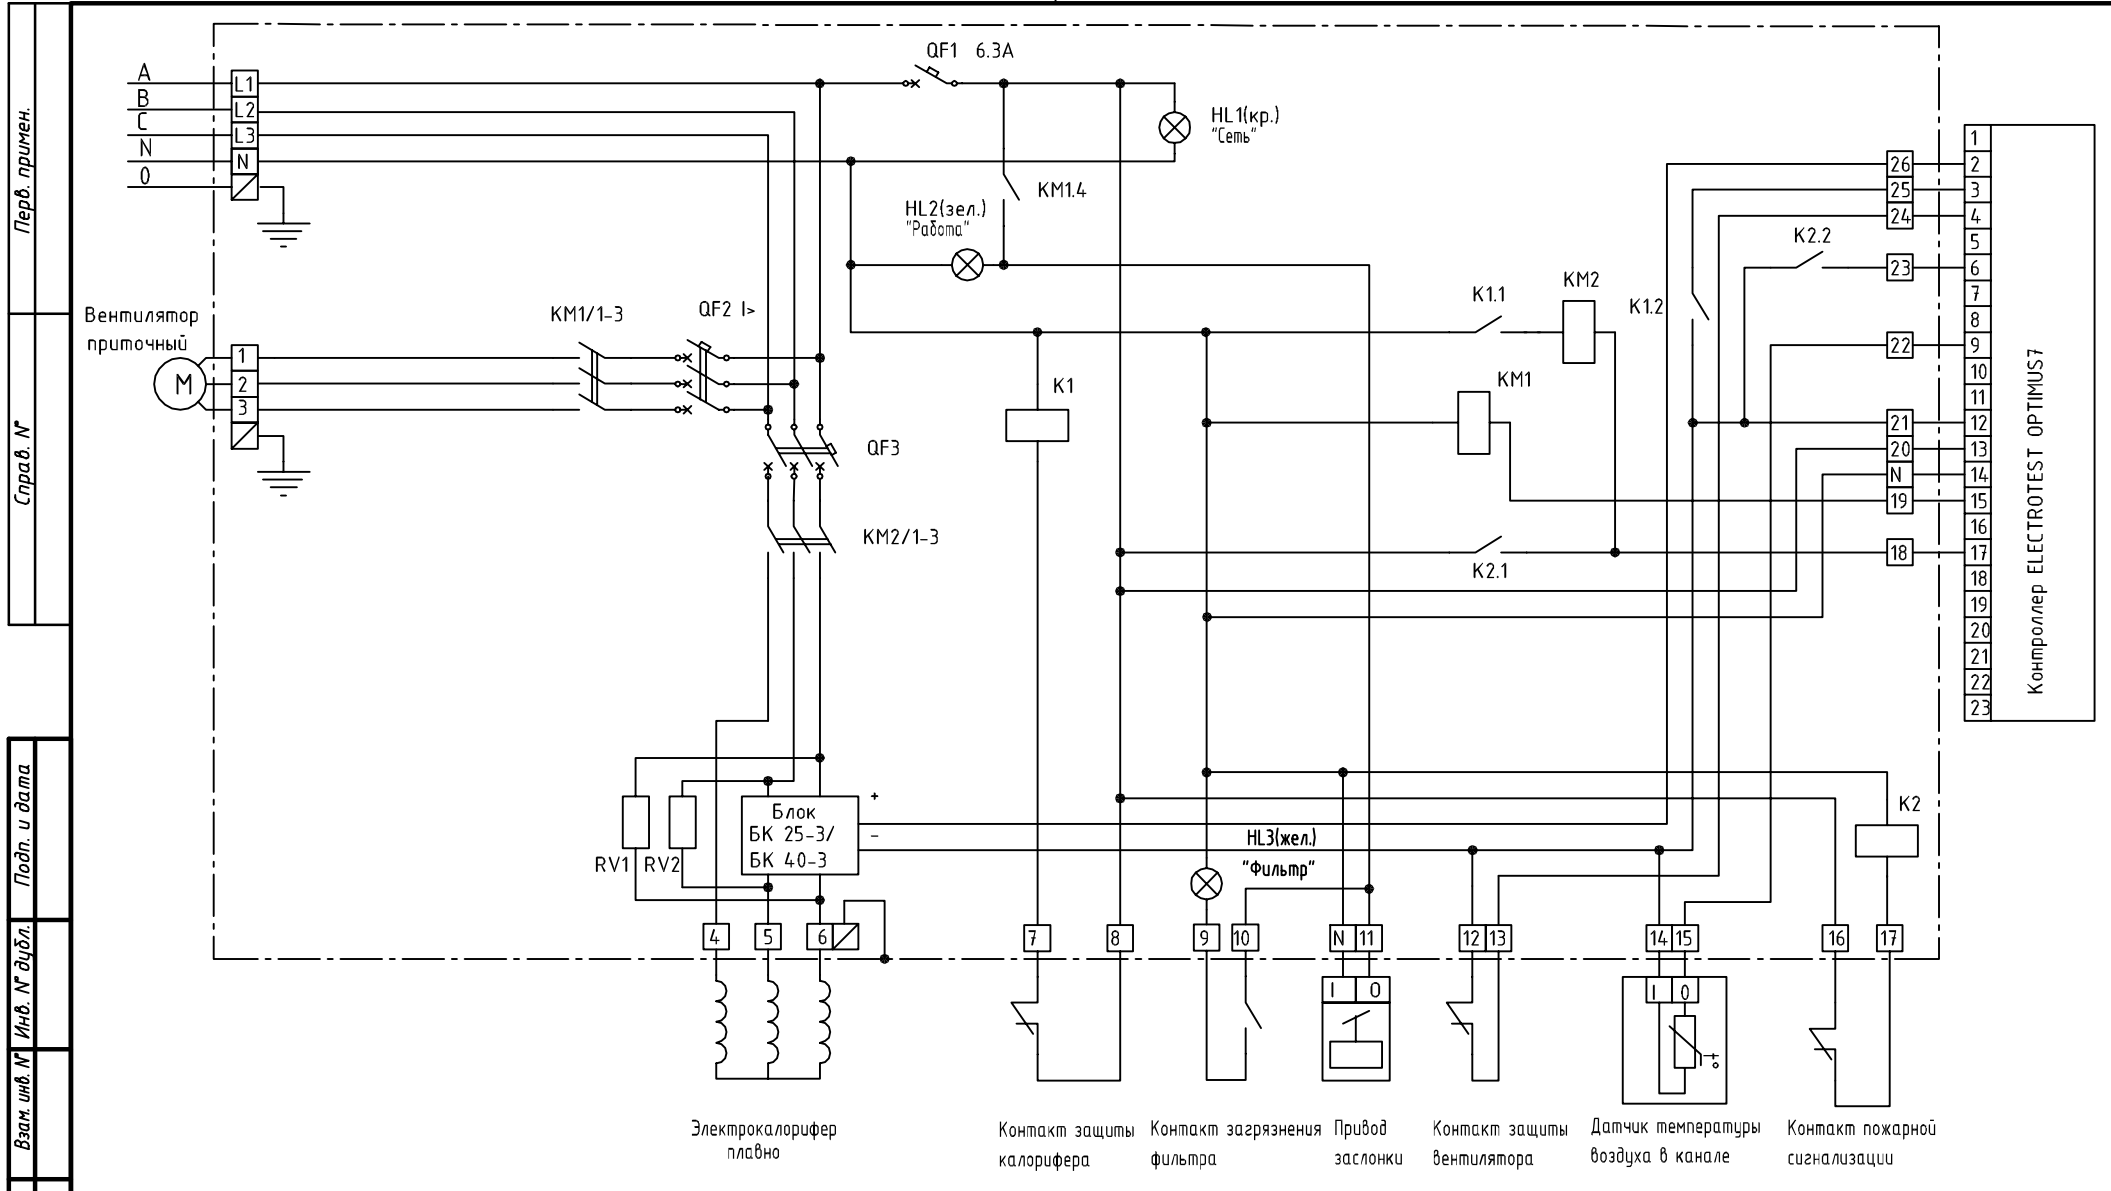 Перв. примен.
Справ. №
Подп. и дата
Инв. № дубл.
Взам. инв. №
A
B
C
N
0
L1
L2
L3
N
QF1 6.3A
HL1(кр.)
"Сеть"
KM1.4
HL2(зел.)
"Работа"
Вентилятор
приточный
M
1
2
3
KM1/1-3
QF2 I>
QF3
KM2/1-3
K1
K1.1
KM2
KM1
K2.1
K1.2
K2.2
26
25
24
23
22
21
20
N
19
18
1
2
3
4
5
6
7
8
9
10
11
12
13
14
15
16
17
18
19
20
21
22
23
Контроллер ELECTROTEST OPTIMUS7
RV1
RV2
Блок
БК 25-3/
БК 40-3
+
−
HL3(жел.)
"Фильтр"
K2
4
5
6
7
8
9
10
N
11
12
13
14
15
16
17
I
0
I
0
t°
Электрокалорифер
плавно
Контакт защиты
калорифера
Контакт загрязнения
фильтра
Привод
заслонки
Контакт защиты
вентилятора
Датчик температуры
воздуха в канале
Контакт пожарной
сигнализации